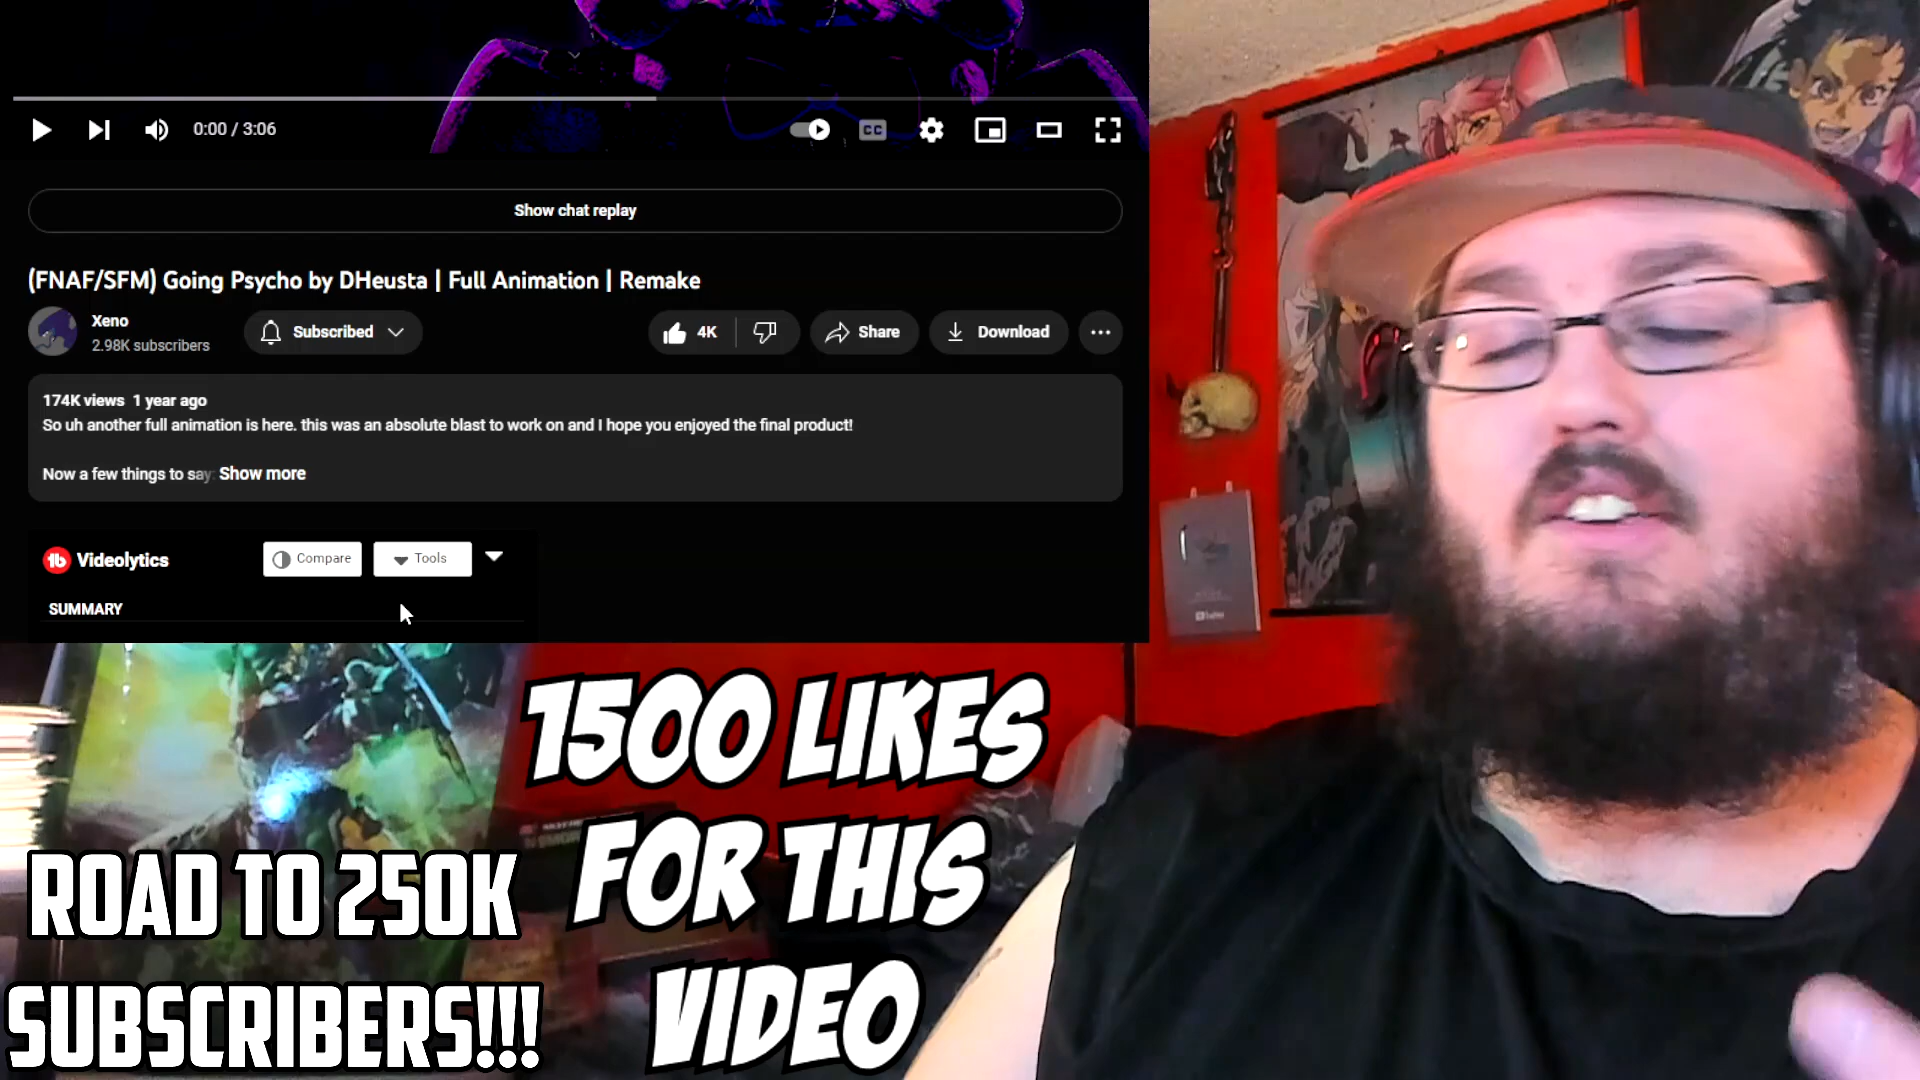 0:00 / 3:06
CC
Show chat replay
(FNAF/SFM) Going Psycho by DHeusta | Full Animation | Remake
Xeno
2.98K subscribers
Subscribed
4K
Share
Download
174K views 1 year ago
So uh another full animation is here. this was an absolute blast to work on and I hope you enjoyed the final product!
Now a few things to say: Show more
Videolytics
Compare
Tools
SUMMARY
1500 LIKES
FOR THIS
VIDEO
ROAD TO 250K
SUBSCRIBERS!!!